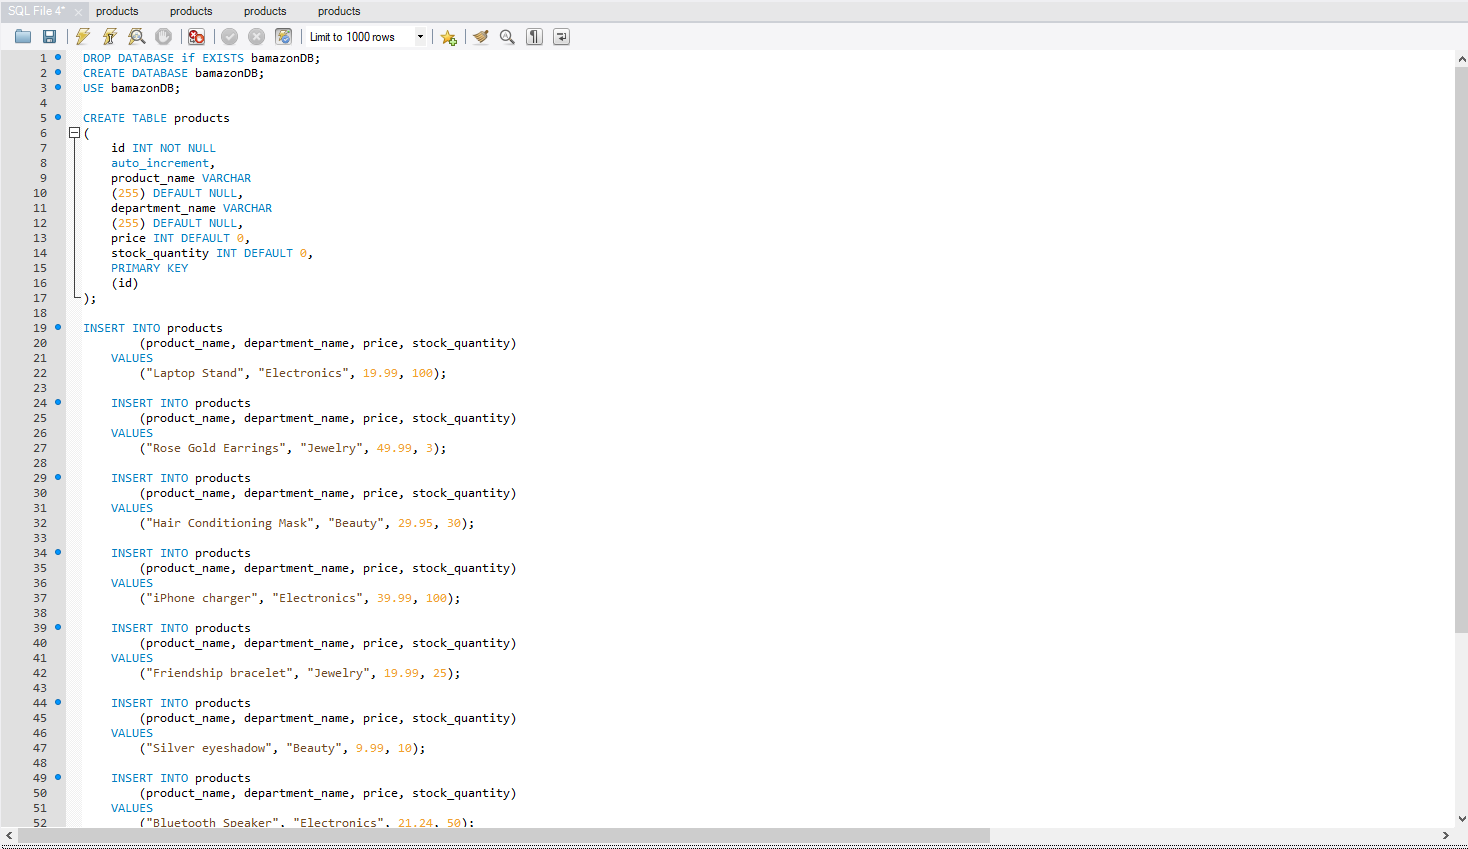 SQL File 4* products products products products
Limit to 1000 rows
1 DROP DATABASE if EXISTS bamazonDB;
2 CREATE DATABASE bamazonDB;
3 USE bamazonDB;
4
5 CREATE TABLE products
6 (
7 id INT NOT NULL
8 auto_increment,
9 product_name VARCHAR
10 (255) DEFAULT NULL,
11 department_name VARCHAR
12 (255) DEFAULT NULL,
13 price INT DEFAULT 0,
14 stock_quantity INT DEFAULT 0,
15 PRIMARY KEY
16 (id)
17 );
18
19 INSERT INTO products
20 (product_name, department_name, price, stock_quantity)
21 VALUES
22 ("Laptop Stand", "Electronics", 19.99, 100);
23
24 INSERT INTO products
25 (product_name, department_name, price, stock_quantity)
26 VALUES
27 ("Rose Gold Earrings", "Jewelry", 49.99, 3);
28
29 INSERT INTO products
30 (product_name, department_name, price, stock_quantity)
31 VALUES
32 ("Hair Conditioning Mask", "Beauty", 29.95, 30);
33
34 INSERT INTO products
35 (product_name, department_name, price, stock_quantity)
36 VALUES
37 ("iPhone charger", "Electronics", 39.99, 100);
38
39 INSERT INTO products
40 (product_name, department_name, price, stock_quantity)
41 VALUES
42 ("Friendship bracelet", "Jewelry", 19.99, 25);
43
44 INSERT INTO products
45 (product_name, department_name, price, stock_quantity)
46 VALUES
47 ("Silver eyeshadow", "Beauty", 9.99, 10);
48
49 INSERT INTO products
50 (product_name, department_name, price, stock_quantity)
51 VALUES
52 ("Bluetooth Speaker", "Electronics", 21.24, 50);